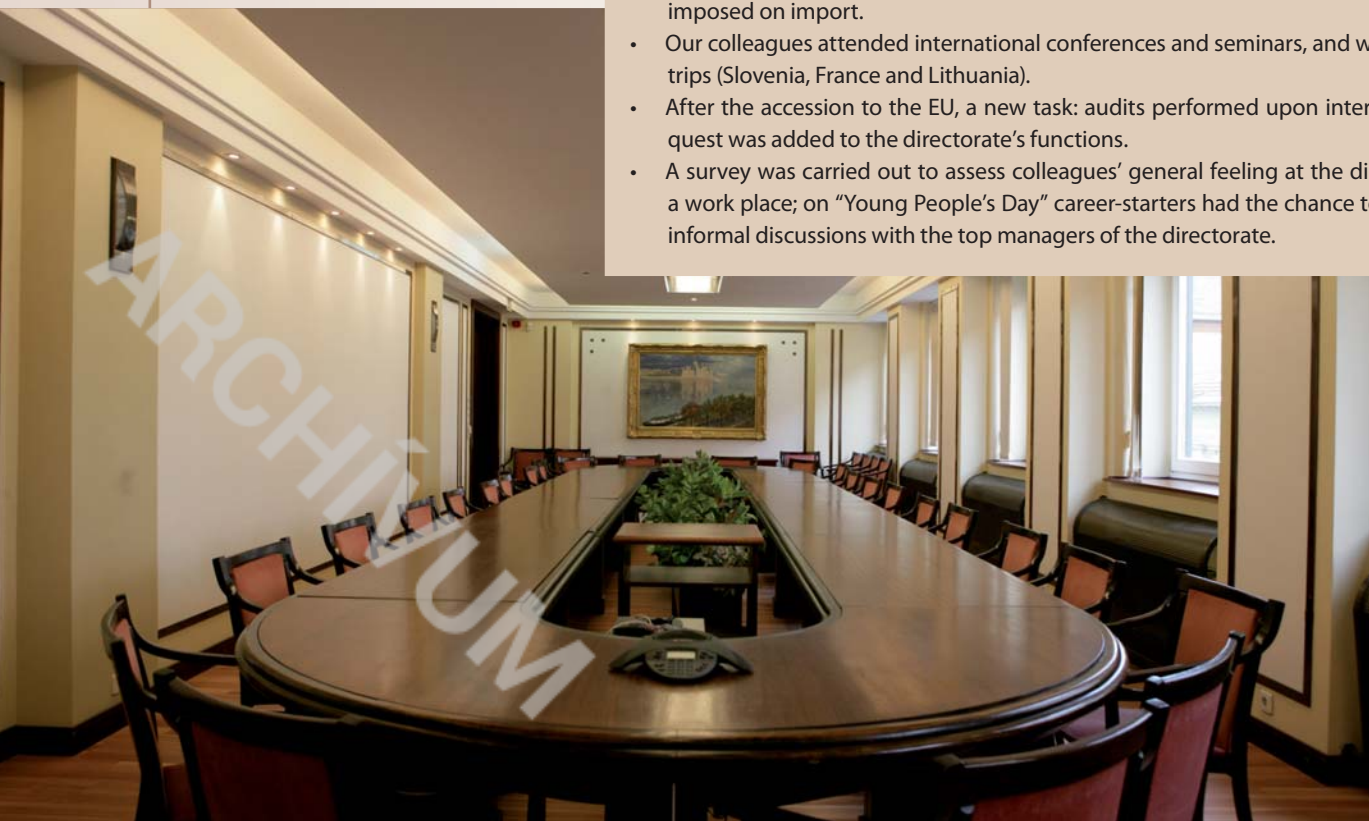 imposed on import.
• Our colleagues attended international conferences and seminars, and
trips (Slovenia, France and Lithuania).
• After the accession to the EU, a new task: audits performed upon
quest was added to the directorate’s functions.
• A survey was carried out to assess colleagues’ general feeling at the
a work place; on “Young People’s Day” career-starters had the chance
informal discussions with the top managers of the directorate.
ARCHÍVUM